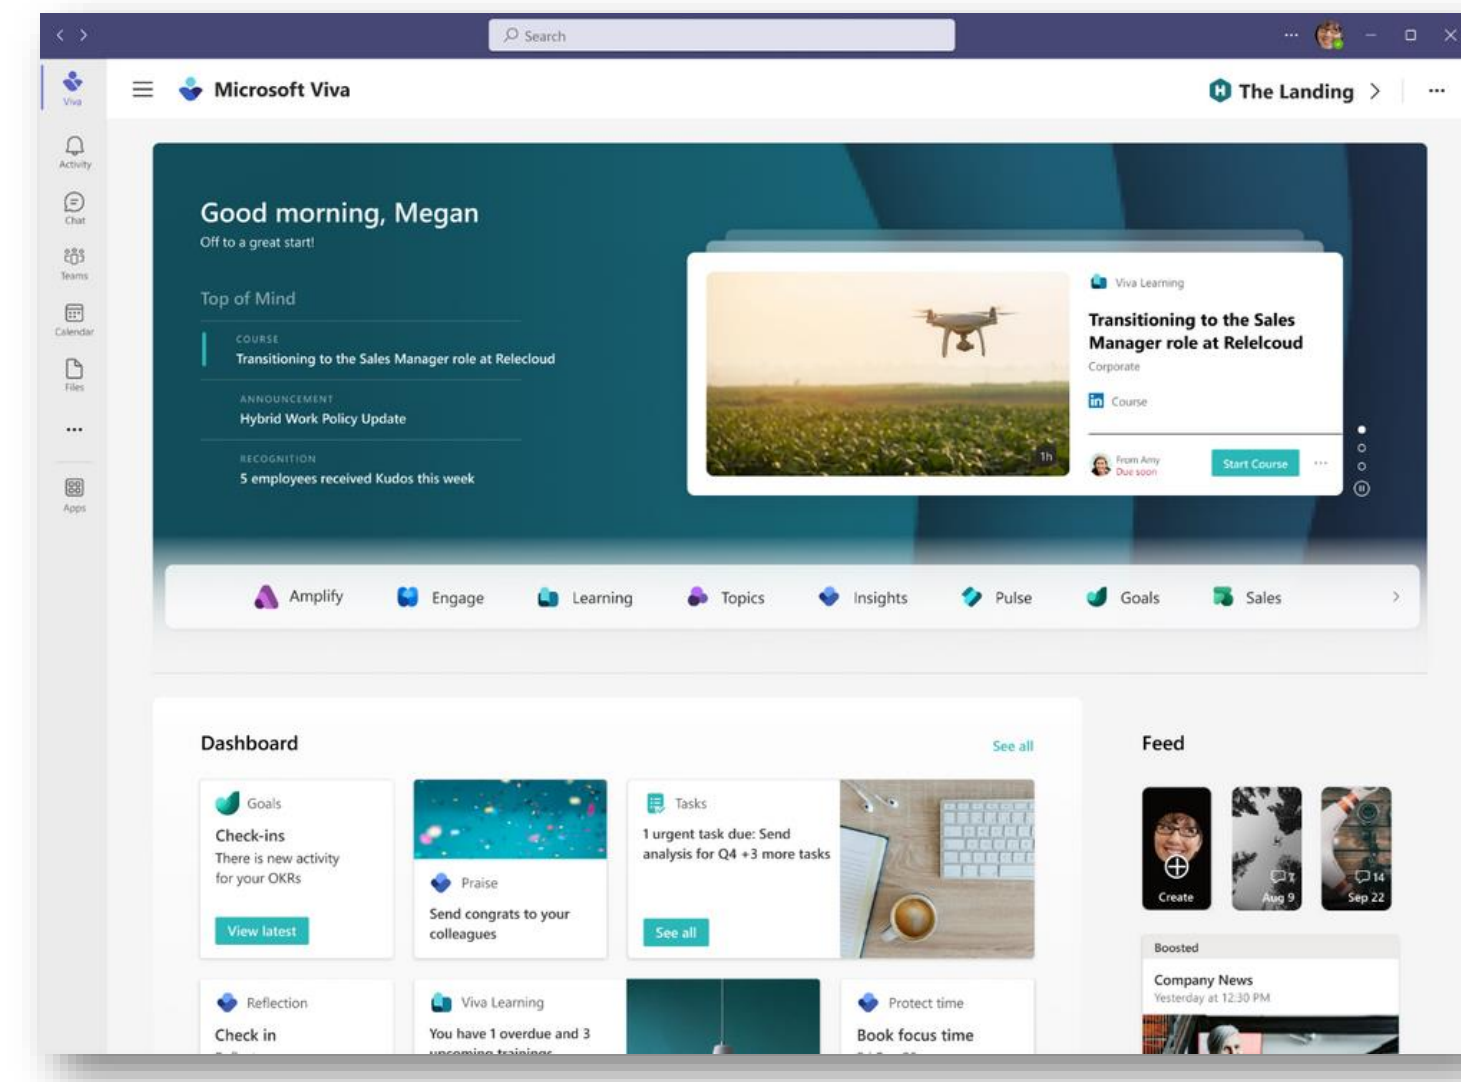 Search
Viva
Microsoft Viva
The Landing
Activity
Chat
Teams
Calendar
Files
Apps
Good morning, Megan
Off to a great start!
Top of Mind
COURSE
Transitioning to the Sales Manager role at Relecloud
ANNOUNCEMENT
Hybrid Work Policy Update
RECOGNITION
5 employees received Kudos this week
1h
Viva Learning
Transitioning to the Sales
Manager role at Relelcoud
Corporate
in Course
From Amy
Due soon
Start Course
Amplify
Engage
Learning
Topics
Insights
Pulse
Goals
Sales
Dashboard
See all
Goals
Check-ins
There is new activity
for your OKRs
View latest
Praise
Send congrats to your
colleagues
Tasks
1 urgent task due: Send
analysis for Q4 +3 more tasks
See all
Reflection
Check in
Viva Learning
You have 1 overdue and 3
upcoming trainings
Protect time
Book focus time
Feed
Create
7
Aug 9
14
Sep 22
Boosted
Company News
Yesterday at 12:30 PM